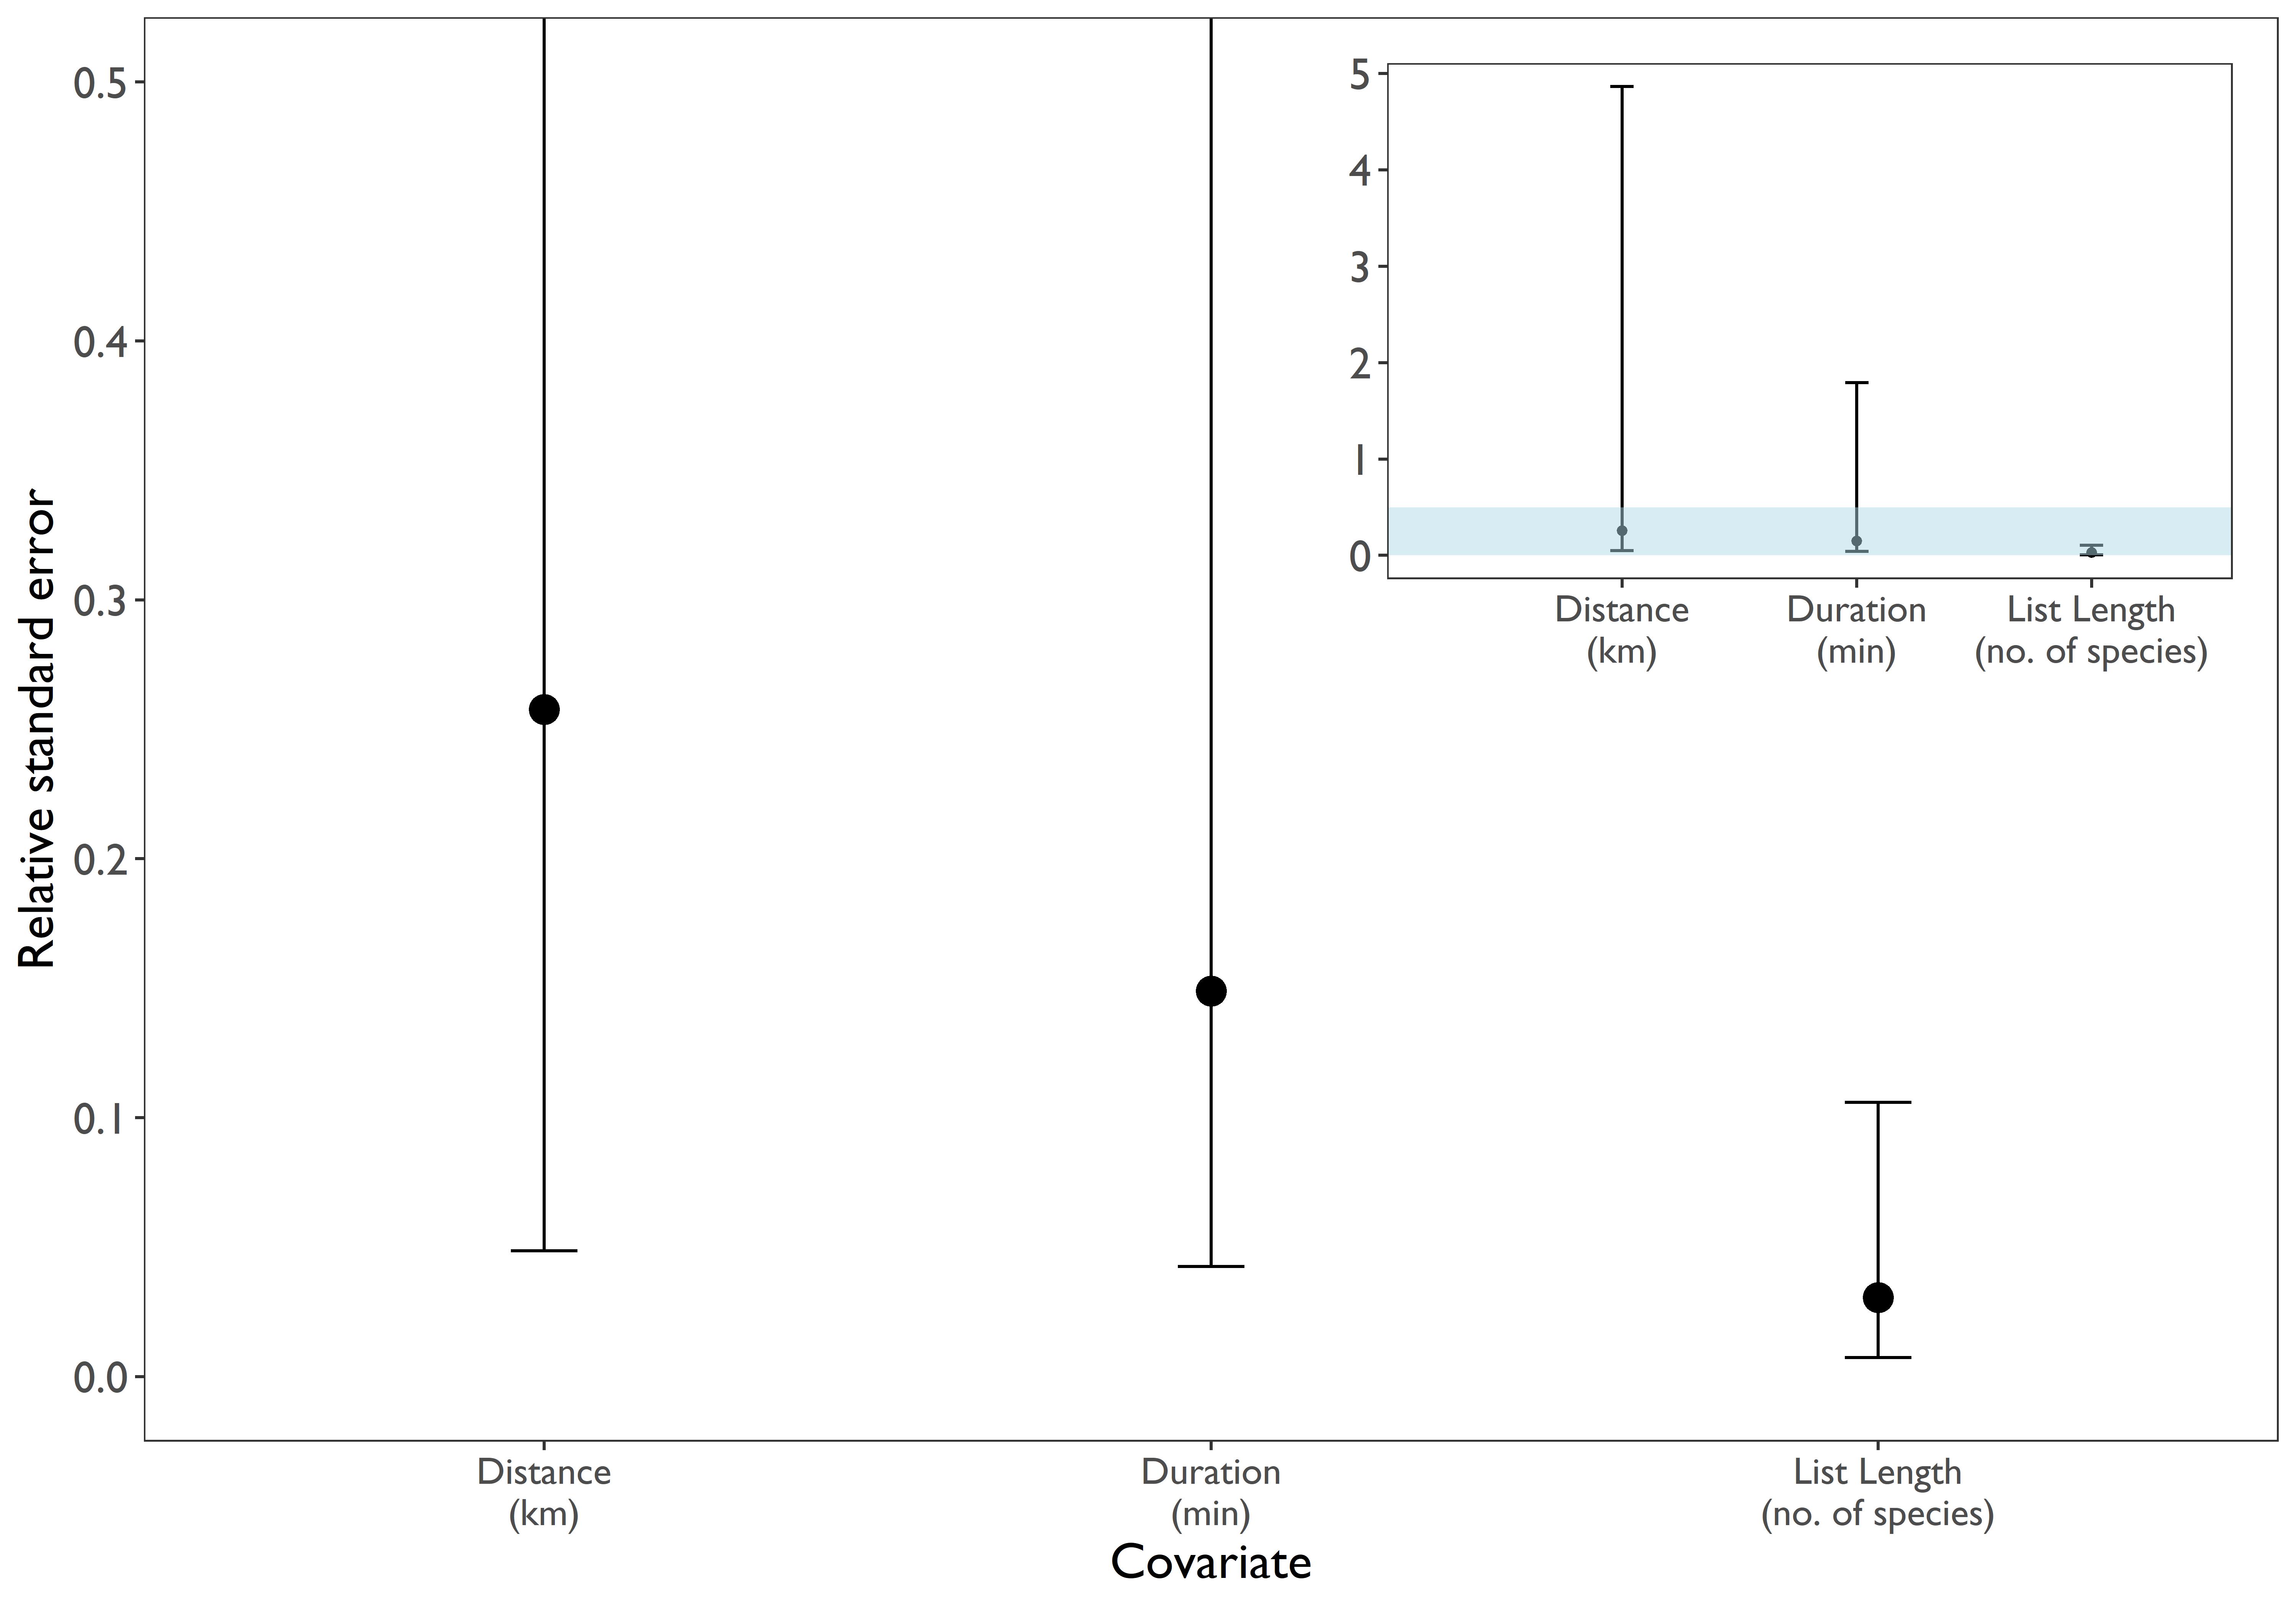 Relative standard error
0.5
0.4
0.3
0.2
0.1
0.0
Distance
(km)
Duration
(min)
List Length
(no. of species)
Covariate
5
4
3
2
1
0
Distance
(km)
Duration
(min)
List Length
(no. of species)